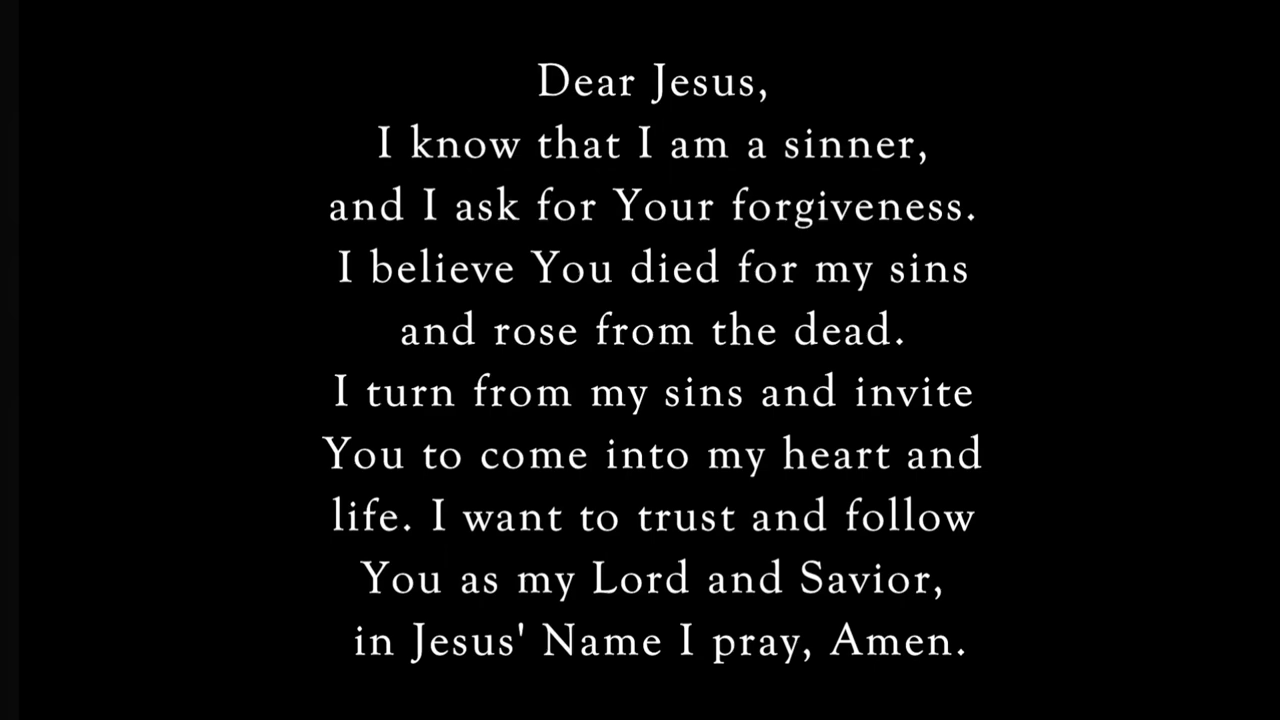 Dear Jesus,
I know that I am a sinner,
and I ask for Your forgiveness.
I believe You died for my sins
and rose from the dead.
I turn from my sins and invite
You to come into my heart and
life. I want to trust and follow
You as my Lord and Savior,
in Jesus' Name I pray, Amen.